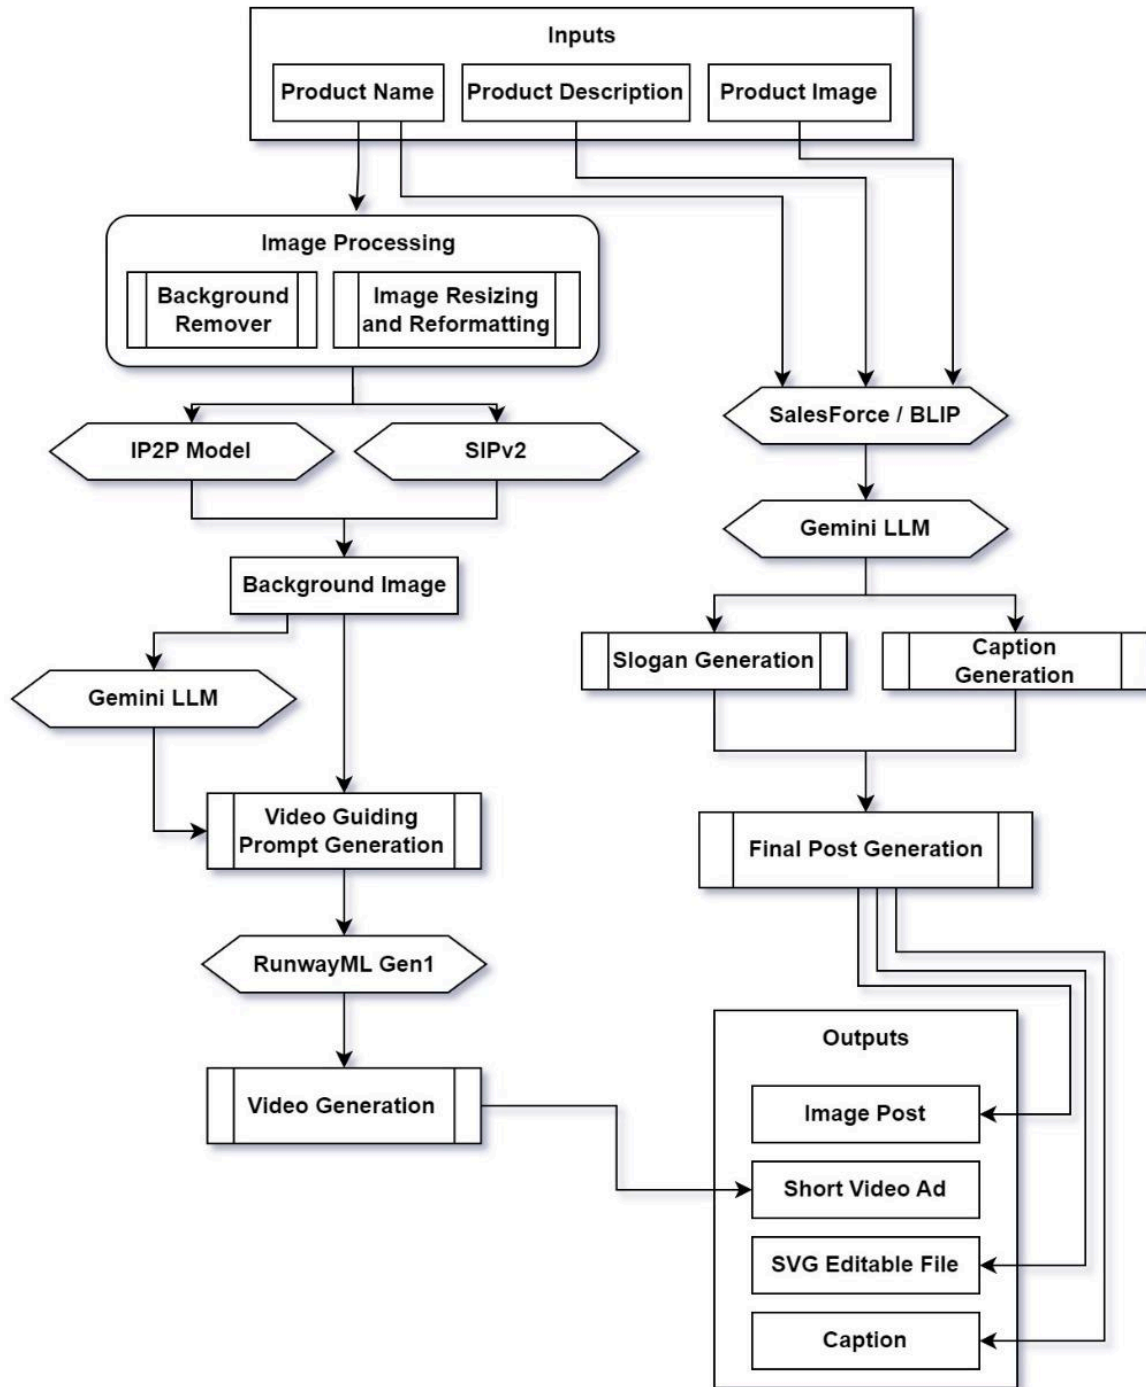 Inputs
Product Name
Product Description
Product Image
Image Processing
Background
Remover
Image Resizing
and Reformatting
IP2P Model
SIPv2
SalesForce / BLIP
Gemini LLM
Background Image
Slogan Generation
Caption
Generation
Gemini LLM
Video Guiding
Prompt Generation
Final Post Generation
RunwayML Gen1
Video Generation
Outputs
Image Post
Short Video Ad
SVG Editable File
Caption